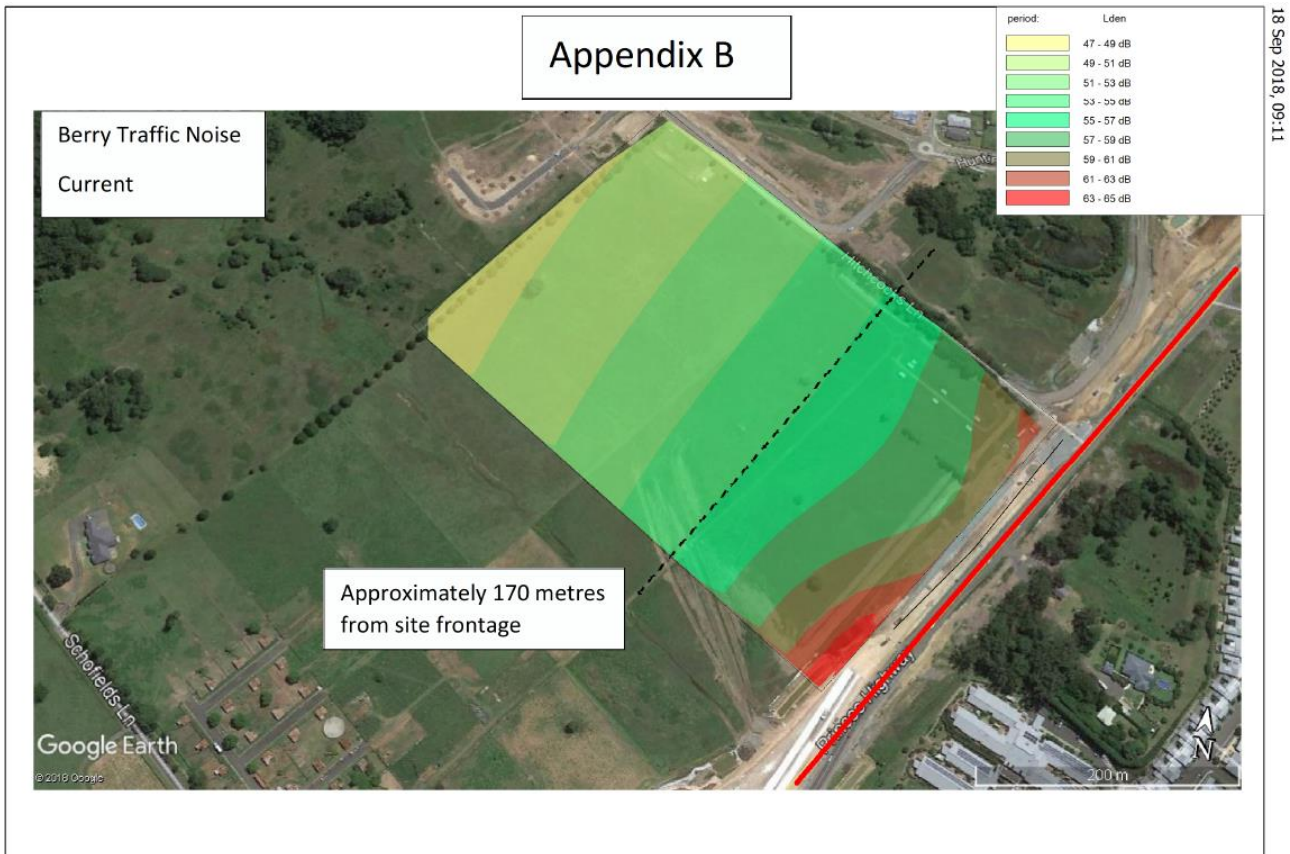 Appendix B
18 Sep 2018, 09:11
period: Lden
47 - 49 dB
49 - 51 dB
51 - 53 dB
53 - 55 dB
55 - 57 dB
57 - 59 dB
59 - 61 dB
61 - 63 dB
63 - 65 dB
Berry Traffic Noise
Current
Hitchcocks Ln
Approximately 170 metres
from site frontage
Schofields Ln
Princes Highway
Google Earth
© 2018 Google
N
200 m